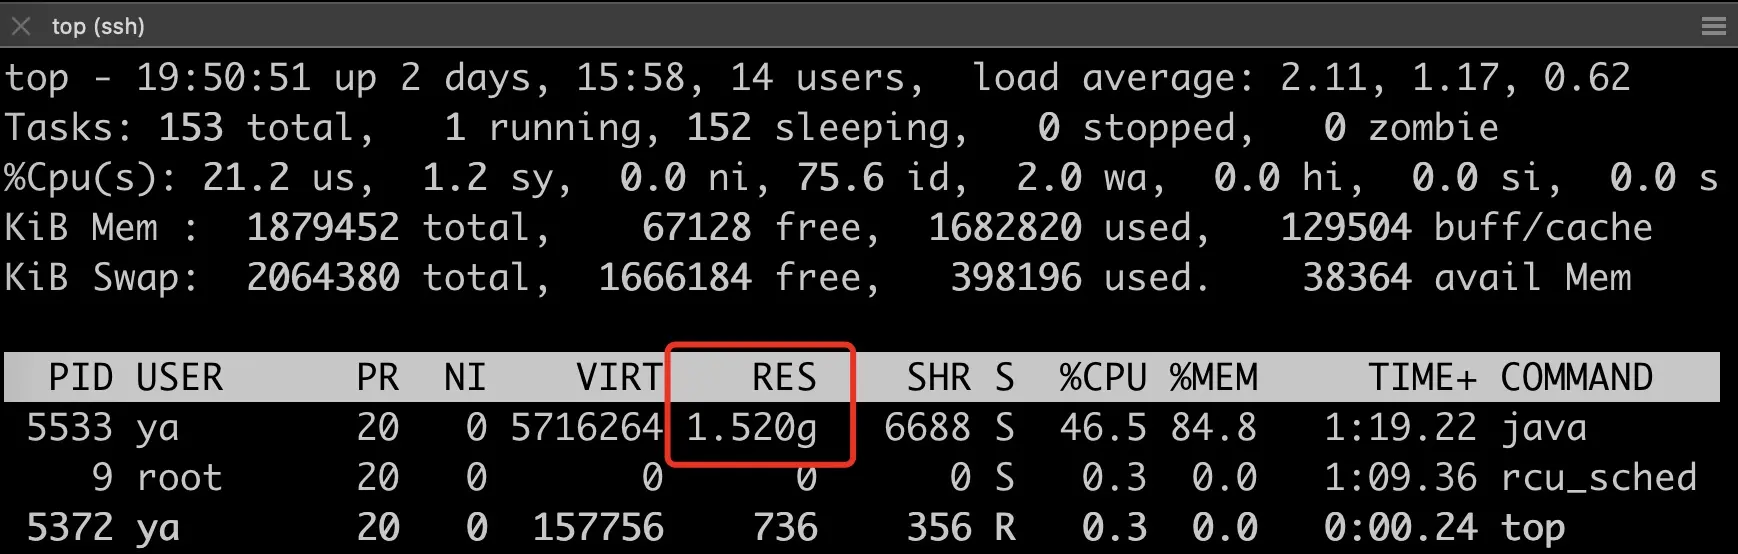 top (ssh)
top - 19:50:51 up 2 days, 15:58, 14 users,  load average: 2.11, 1.17, 0.62
Tasks: 153 total,   1 running, 152 sleeping,   0 stopped,   0 zombie
%Cpu(s): 21.2 us,  1.2 sy,  0.0 ni, 75.6 id,  2.0 wa,  0.0 hi,  0.0 si,  0.0 s
KiB Mem :  1879452 total,    67128 free,  1682820 used,   129504 buff/cache
KiB Swap:  2064380 total,  1666184 free,   398196 used.    38364 avail Mem
PID USER      PR  NI    VIRT    RES    SHR S  %CPU %MEM     TIME+ COMMAND
5533 ya        20   0 5716264 1.520g   6688 S  46.5 84.8   1:19.22 java
9 root      20   0       0      0      0 S   0.3  0.0   1:09.36 rcu_sched
5372 ya        20   0  157756    736    356 R   0.3  0.0   0:00.24 top